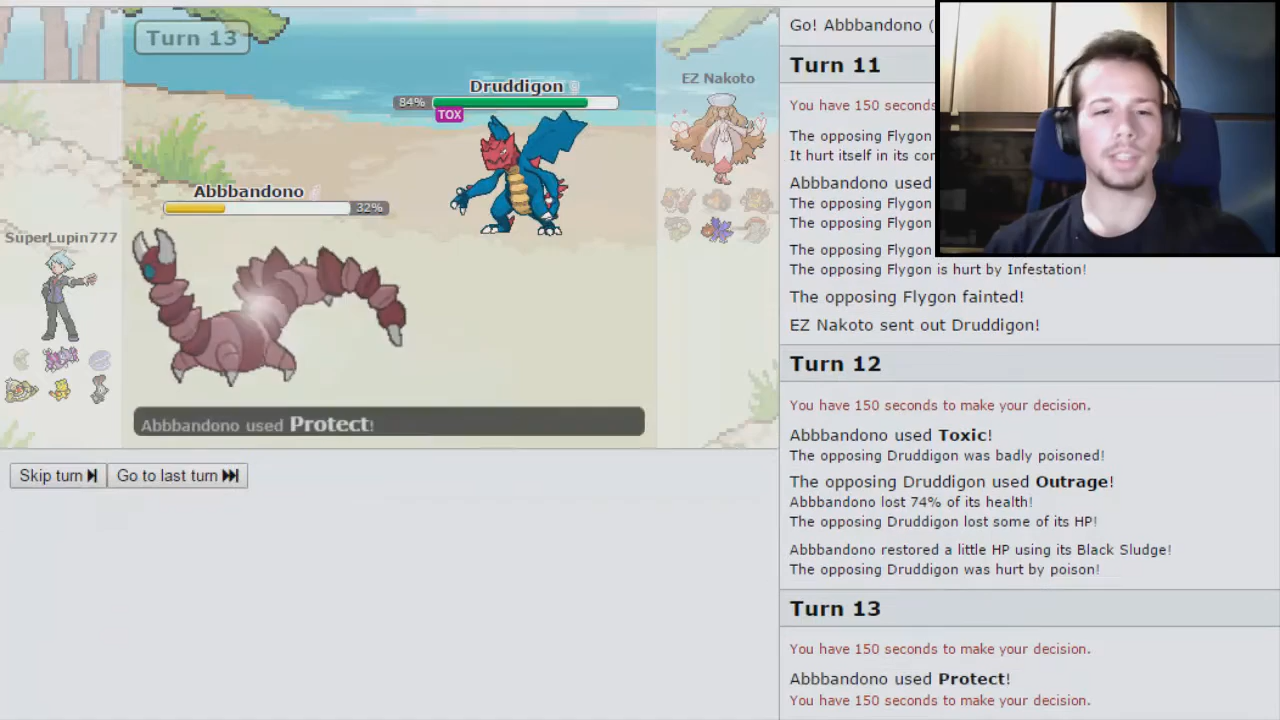 Turn 13
Druddigon
84%
TOX
Abbbandono
32%
SuperLupin777
EZ Nakoto
Abbbandono used Protect!
Skip turn
Go to last turn
Go! Abbbandono (
Turn 11
You have 150 seconds
The opposing Flygon
It hurt itself in its con
Abbbandono used
The opposing Flygon
The opposing Flygon
The opposing Flygon
The opposing Flygon is hurt by Infestation!
The opposing Flygon fainted!
EZ Nakoto sent out Druddigon!
Turn 12
You have 150 seconds to make your decision.
Abbbandono used Toxic!
The opposing Druddigon was badly poisoned!
The opposing Druddigon used Outrage!
Abbbandono lost 74% of its health!
The opposing Druddigon lost some of its HP!
Abbbandono restored a little HP using its Black Sludge!
The opposing Druddigon was hurt by poison!
Turn 13
You have 150 seconds to make your decision.
Abbbandono used Protect!
You have 150 seconds to make your decision.